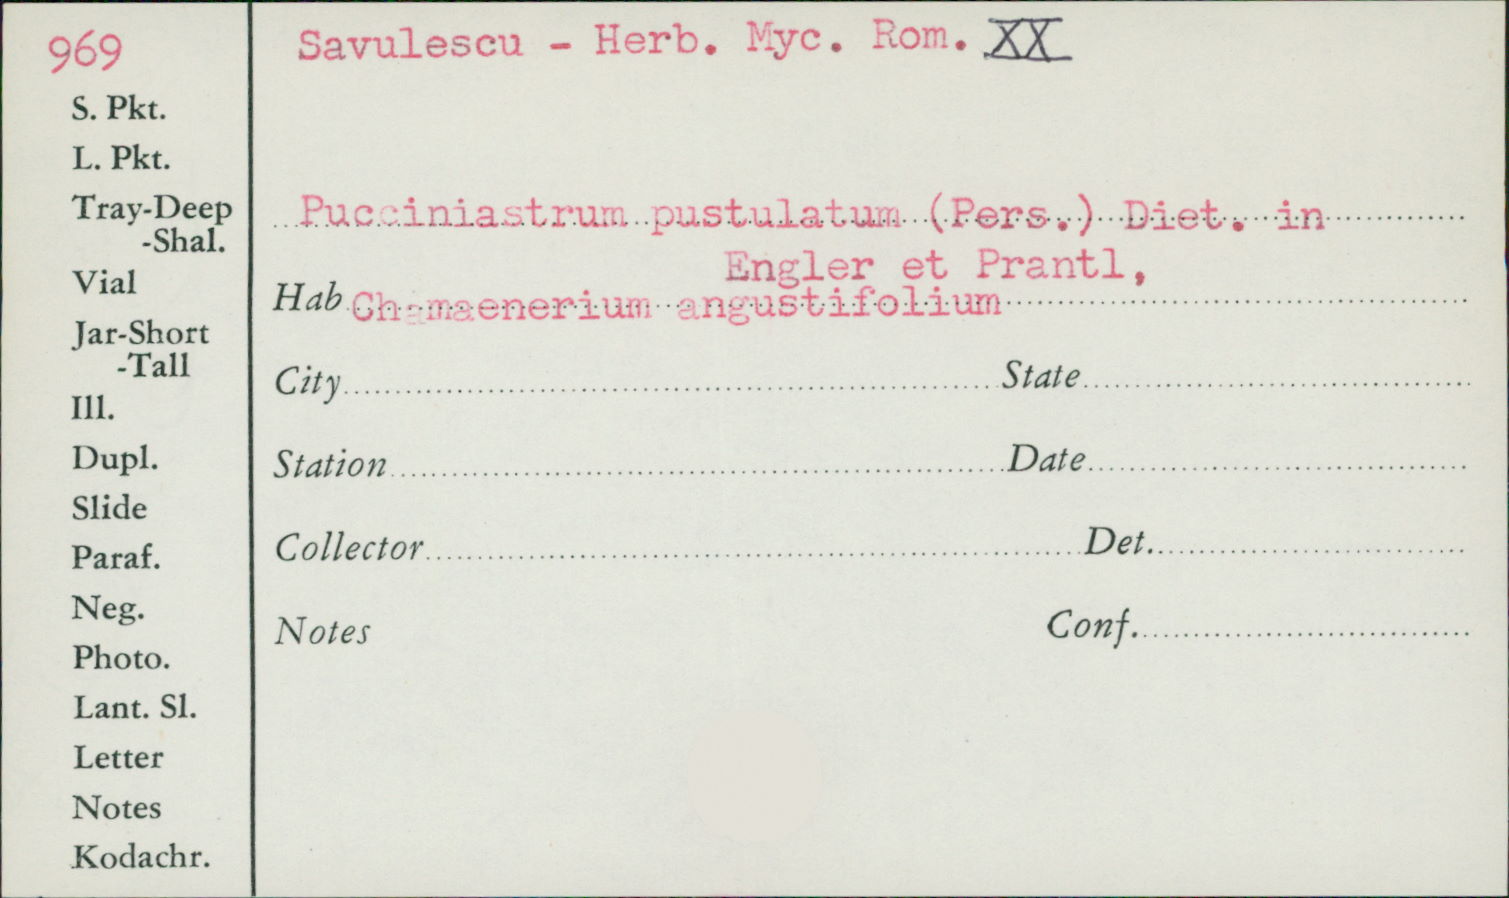 969
Savulescu - Herb. Myc. Rom. XX
S. Pkt.
L. Pkt.
Tray-Deep
-Shal.
Vial
Jar-Short
-Tall
Ill.
Dupl.
Slide
Paraf.
Neg.
Photo.
Lant. Sl.
Letter
Notes
Kodachr.
Pucciniastrum pustulatum (Pers.) Diet. in
Engler et Prantl,
Hab Chamaenerium angustifolium
City State
Station Date
Collector Det.
Notes Conf.